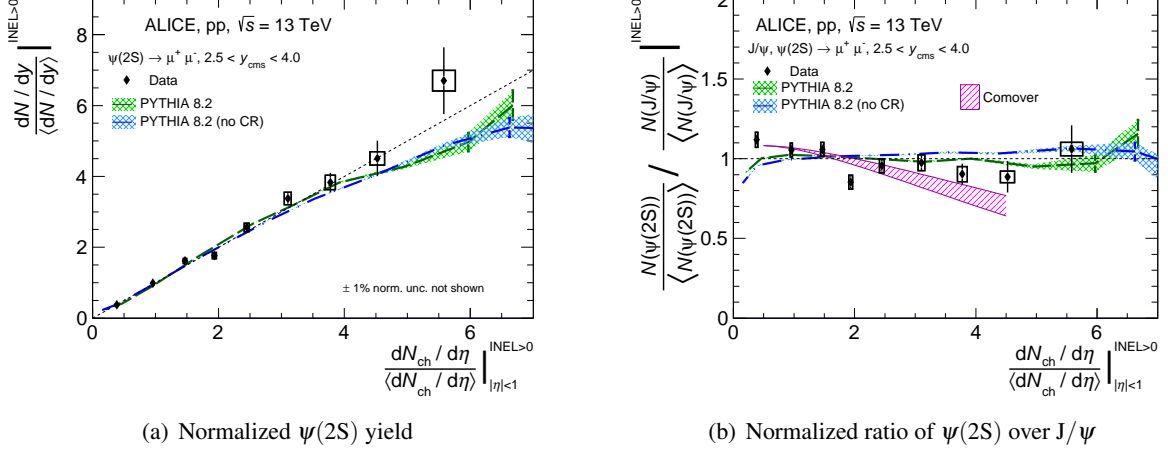 ALICE, pp, √s = 13 TeV
ψ(2S) → μ⁺ μ⁻, 2.5 < y_cms < 4.0
Data
PYTHIA 8.2
PYTHIA 8.2 (no CR)
± 1% norm. unc. not shown
dN / dy
⟨dN / dy⟩
INEL>0
8
6
4
2
0
0 2 4 6
dN_ch / dη
⟨dN_ch / dη⟩
INEL>0
|η|<1
(a) Normalized ψ(2S) yield
ALICE, pp, √s = 13 TeV
J/ψ, ψ(2S) → μ⁺ μ⁻, 2.5 < y_cms < 4.0
Data
PYTHIA 8.2
PYTHIA 8.2 (no CR)
Comover
N(ψ(2S))
⟨N(ψ(2S))⟩
/
N(J/ψ)
⟨N(J/ψ)⟩
INEL>0
2
1.5
1
0.5
0
0 2 4 6
dN_ch / dη
⟨dN_ch / dη⟩
INEL>0
|η|<1
(b) Normalized ratio of ψ(2S) over J/ψ